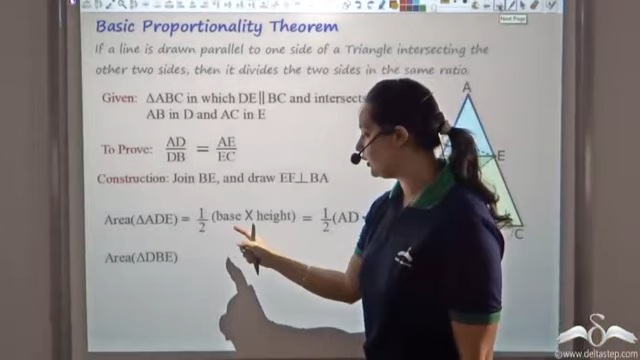 Next Page
Basic Proportionality Theorem
If a line is drawn parallel to one side of a Triangle intersecting the
other two sides, then it divides the two sides in the same ratio.
Given: ΔABC in which DE∥BC and intersects
AB in D and AC in E
A
To Prove: AD/DB = AE/EC
E
Construction: Join BE, and draw EF⊥BA
Area(ΔADE) = 1/2 (base X height) = 1/2 (AD
C
Area(ΔDBE)
©www.deltastep.com